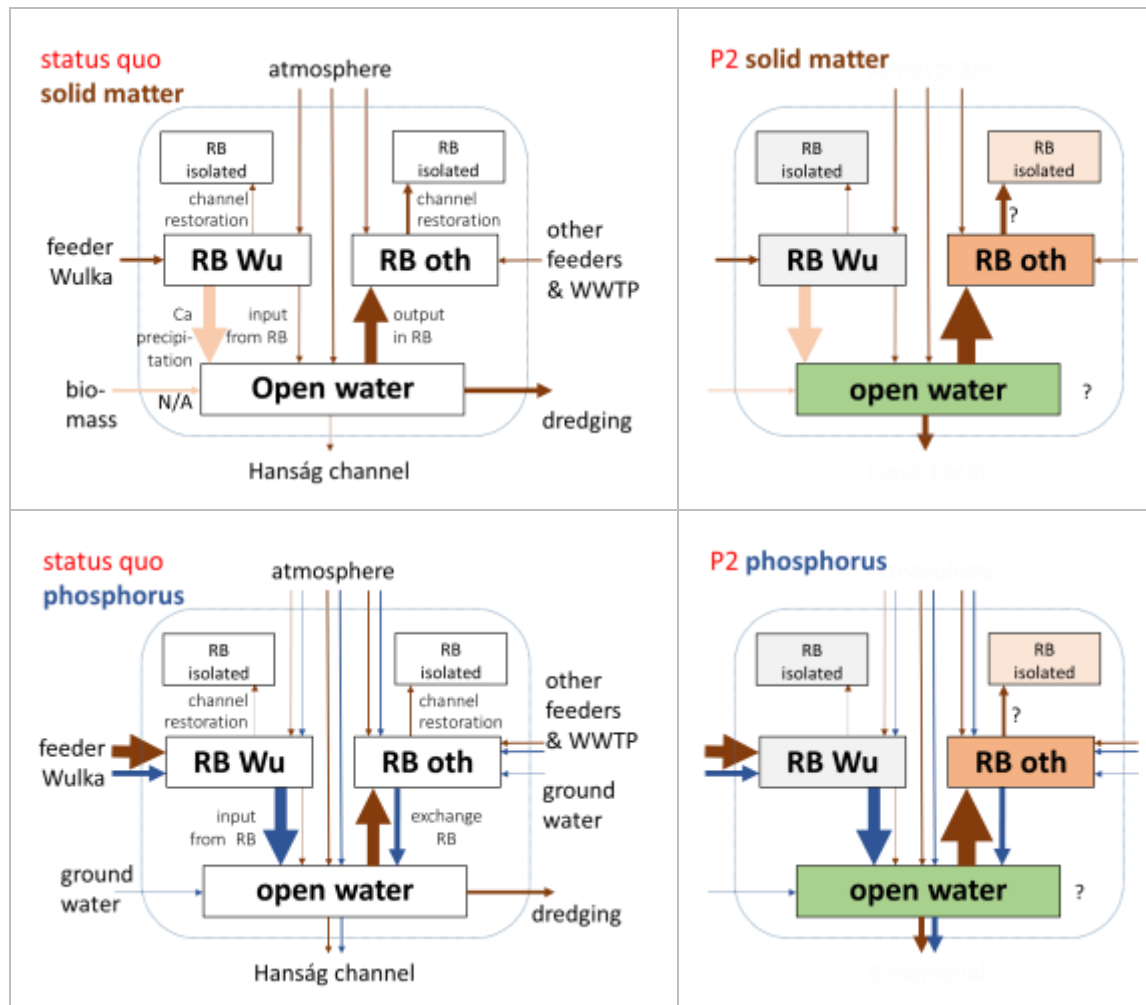 status quo
solid matter
atmosphere
RB
isolated
RB
isolated
channel
restoration
channel
restoration
feeder
Wulka
RB Wu
RB oth
other
feeders
& WWTP
Ca
precipi-
tation
input
from RB
output
in RB
bio-
mass
N/A
Open water
dredging
Hanság channel
P2 solid matter
RB
isolated
RB
isolated
?
RB Wu
RB oth
open water
?
status quo
phosphorus
atmosphere
RB
isolated
RB
isolated
channel
restoration
channel
restoration
other
feeders
& WWTP
feeder
Wulka
RB Wu
RB oth
ground
water
input
from RB
exchange
RB
ground
water
open water
dredging
Hanság channel
P2 phosphorus
RB
isolated
RB
isolated
?
RB Wu
RB oth
open water
?